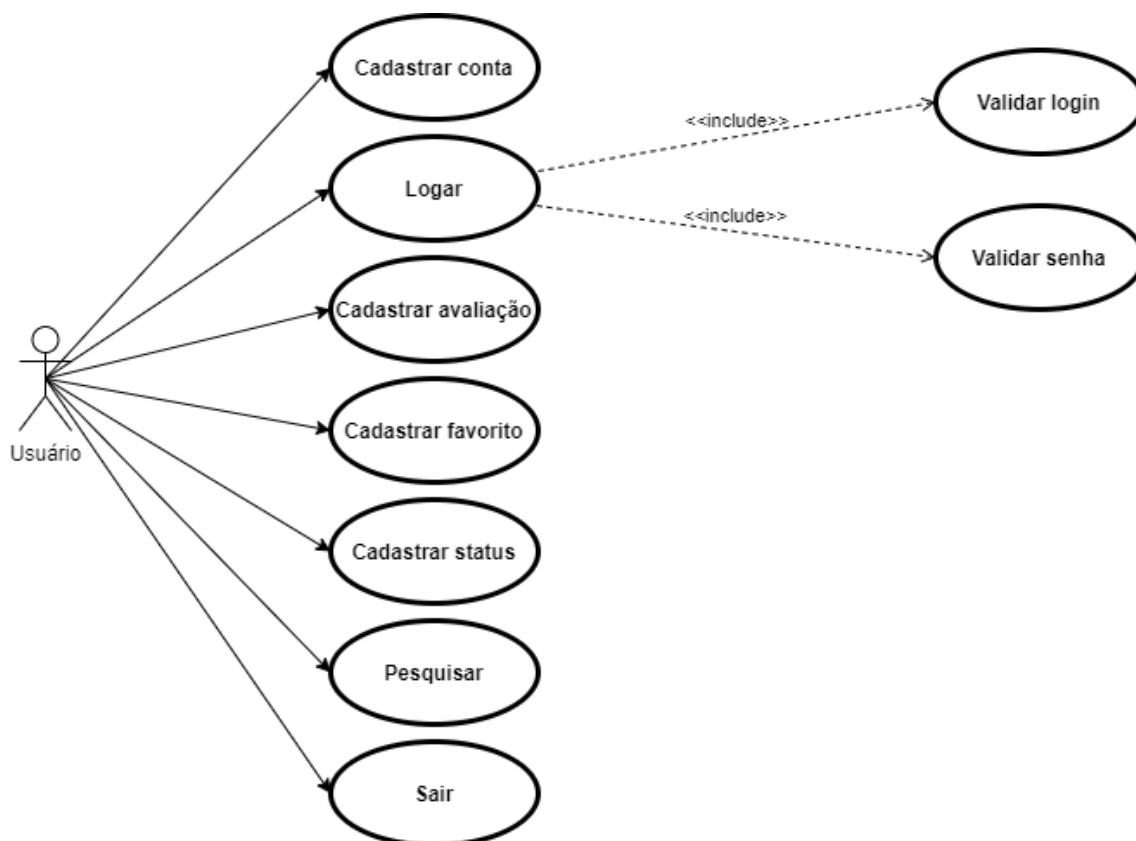 Cadastrar conta
Validar login
<<include>>
Logar
<<include>>
Validar senha
Cadastrar avaliação
Cadastrar favorito
Usuário
Cadastrar status
Pesquisar
Sair